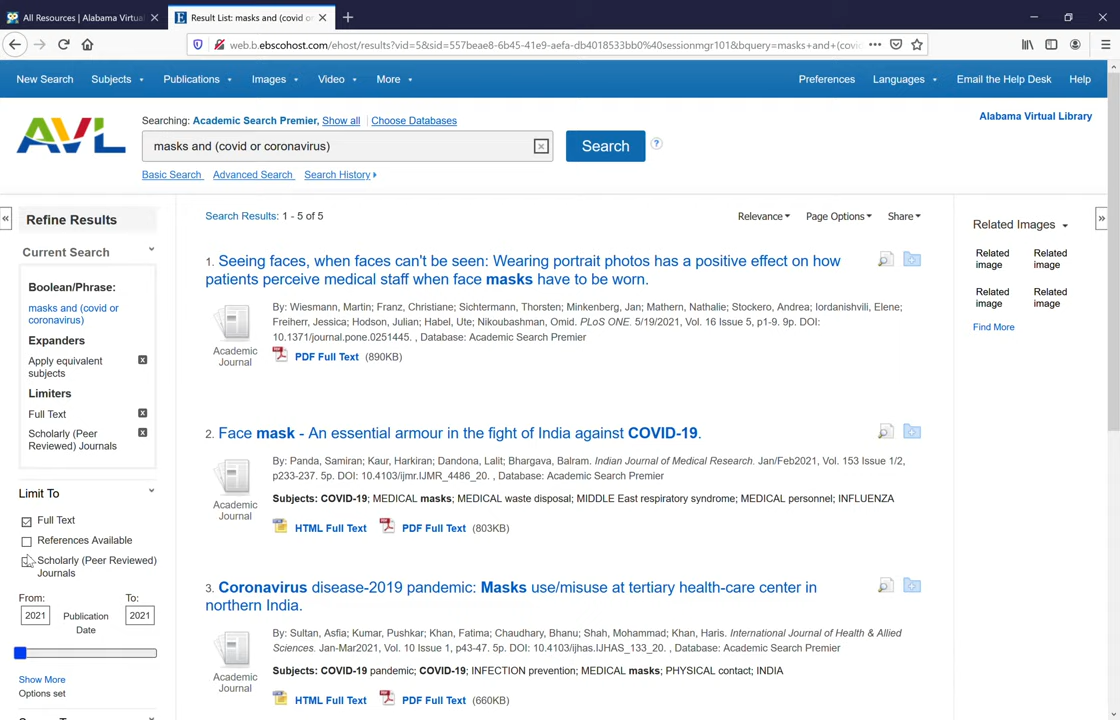 All Resources | Alabama Virtual
Result List: masks and (covid or
web.b.ebscohost.com/ehost/results?vid=5&sid=557beae8-6b45-41e9-aefa-db4018533bb0%40sessionmgr101&bquery=masks+and+(covi
New Search Subjects Publications Images Video More Preferences Languages Email the Help Desk Help
AVL
Searching: Academic Search Premier, Show all | Choose Databases
Alabama Virtual Library
masks and (covid or coronavirus)
Search
?
Basic Search Advanced Search Search History
Refine Results
Current Search
Boolean/Phrase:
masks and (covid or
coronavirus)
Expanders
Apply equivalent
subjects
Limiters
Full Text
Scholarly (Peer
Reviewed) Journals
Limit To
Full Text
References Available
Scholarly (Peer Reviewed)
Journals
From: To:
2021 Publication 2021
Date
Show More
Options set
Search Results: 1 - 5 of 5
Relevance Page Options Share
1. Seeing faces, when faces can't be seen: Wearing portrait photos has a positive effect on how
patients perceive medical staff when face masks have to be worn.
By: Wiesmann, Martin; Franz, Christiane; Sichtermann, Thorsten; Minkenberg, Jan; Mathern, Nathalie; Stockero, Andrea; Iordanishvili, Elene;
Freiherr, Jessica; Hodson, Julian; Habel, Ute; Nikoubashman, Omid. PLoS ONE. 5/19/2021, Vol. 16 Issue 5, p1-9. 9p. DOI:
10.1371/journal.pone.0251445. , Database: Academic Search Premier
Academic
Journal
PDF Full Text (890KB)
2. Face mask - An essential armour in the fight of India against COVID-19.
By: Panda, Samiran; Kaur, Harkiran; Dandona, Lalit; Bhargava, Balram. Indian Journal of Medical Research. Jan/Feb2021, Vol. 153 Issue 1/2,
p233-237. 5p. DOI: 10.4103/ijmr.IJMR_4486_20. , Database: Academic Search Premier
Academic
Journal
Subjects: COVID-19; MEDICAL masks; MEDICAL waste disposal; MIDDLE East respiratory syndrome; MEDICAL personnel; INFLUENZA
HTML Full Text PDF Full Text (803KB)
3. Coronavirus disease-2019 pandemic: Masks use/misuse at tertiary health-care center in
northern India.
By: Sultan, Asfia; Kumar, Pushkar; Khan, Fatima; Chaudhary, Bhanu; Shah, Mohammad; Khan, Haris. International Journal of Health & Allied
Sciences. Jan-Mar2021, Vol. 10 Issue 1, p43-47. 5p. DOI: 10.4103/ijhas.IJHAS_133_20. , Database: Academic Search Premier
Academic
Journal
Subjects: COVID-19 pandemic; COVID-19; INFECTION prevention; MEDICAL masks; PHYSICAL contact; INDIA
HTML Full Text PDF Full Text (660KB)
Related Images
Related Related
image image
Related Related
image image
Find More